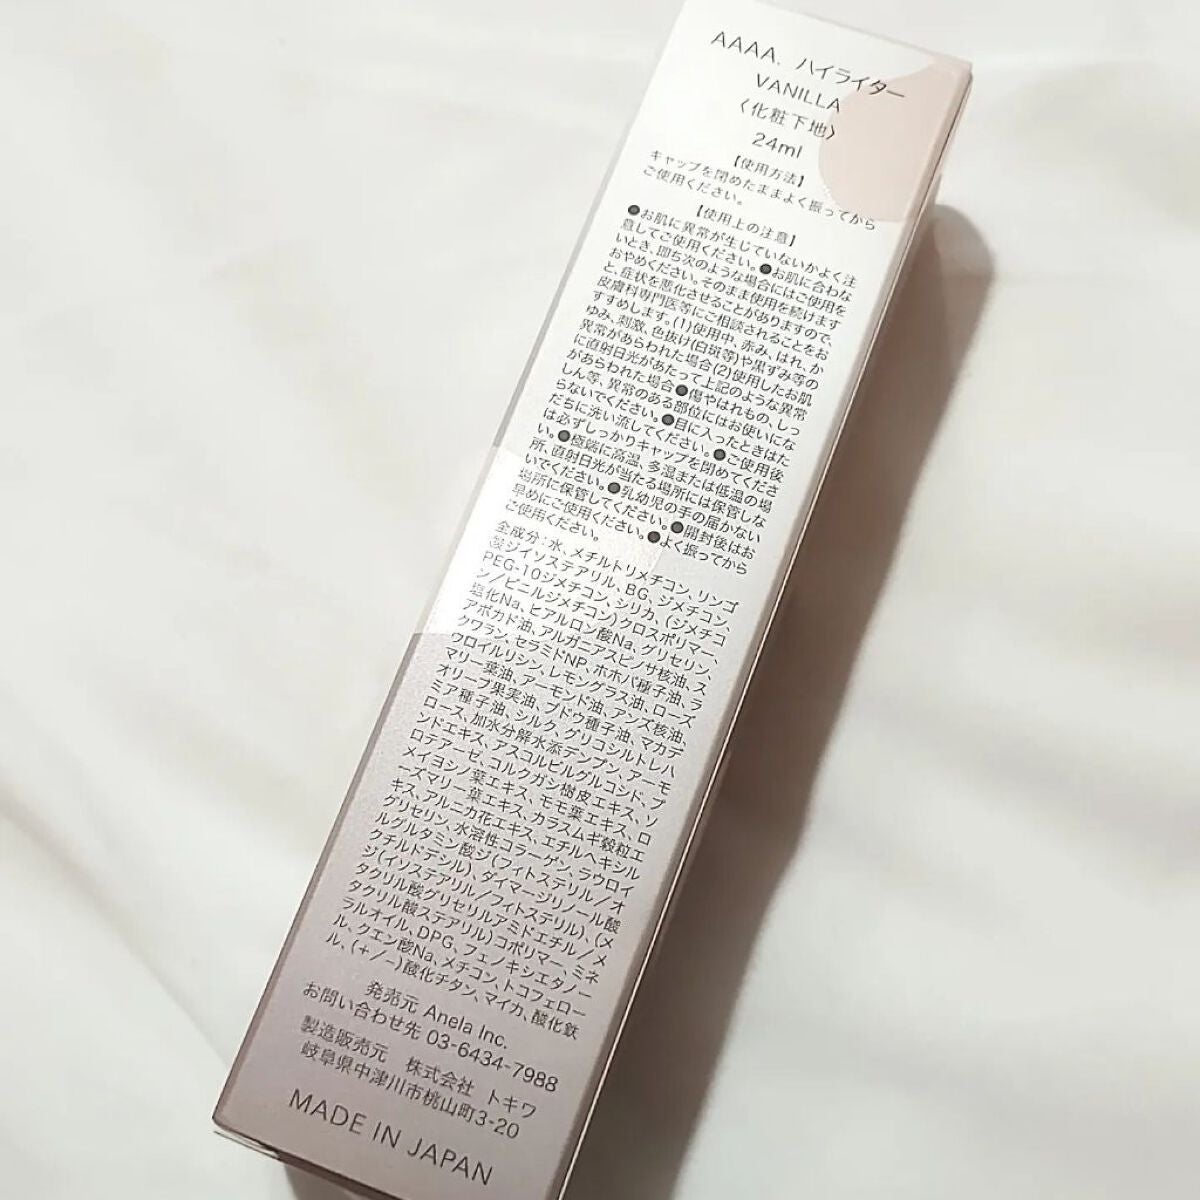 AAAA. ハイライター
VANILLA
〈化粧下地〉
24ml
【使用方法】
キャップを閉めたままよく振ってから
ご使用ください。
【使用上の注意】
●お肌に異常が生じていないかよく注
意してご使用ください。●お肌に合わな
いとき、即ち次のような場合にはご使用を
おやめください。そのまま使用を続けます
と、症状を悪化させることがありますので、
皮膚科専門医等にご相談されることをお
すすめします。(1)使用中、赤み、はれ、か
ゆみ、刺激、色抜け(白斑等)や黒ずみ等の
異常があらわれた場合(2)使用したお肌
に直射日光があたって上記のような異常
があらわれた場合●傷やはれもの、しっ
しん等、異常のある部位にはお使いにな
らないでください。●目に入ったときはた
だちに洗い流してください。●ご使用後
は必ずしっかりキャップを閉めてくださ
い。●極端に高温、多湿または低温の場
所、直射日光が当たる場所には保管しな
いでください。●乳幼児の手の届かない
場所に保管してください。●開封後はお
早めにご使用ください。●よく振ってから
ご使用ください。
全成分：水、メチルトリメチコン、リンゴ
酸ジイソステアリル、BG、ジメチコン、
PEG-10ジメチコン、シリカ、(ジメチコ
ン／ビニルジメチコン)クロスポリマー、
塩化Na、ヒアルロン酸Na、グリセリン、
アボカド油、アルガニアスピノサ核油、ス
クワラン、セラミドNP、ホホバ種子油、ラ
ウロイルリシン、レモングラス油、ローズ
マリー葉油、アーモンド油、アンズ核油、
オリーブ果実油、ブドウ種子油、マカデ
ミア種子油、シルク、グリコシルトレハ
ロース、加水分解水添デンプン、アーモ
ンドエキス、アスコルビルグルコシド、プ
ロテアーゼ、コルクガシ樹皮エキス、ソ
メイヨシノ葉エキス、モモ葉エキス、ロ
ーズマリー葉エキス、カラスムギ穀粒エ
キス、アルニカ花エキス、エチルヘキシル
グリセリン、水溶性コラーゲン、ラウロイ
ルグルタミン酸ジ(フィトステリル／オ
クチルドデシル)、ダイマージリノール酸
ジ(イソステアリル／フィトステリル)、(メ
タクリル酸グリセリルアミドエチル／メ
タクリル酸ステアリル)コポリマー、ミネ
ラルオイル、DPG、フェノキシエタノー
ル、クエン酸Na、メチコン、トコフェロー
ル、(+／-)酸化チタン、マイカ、酸化鉄
発売元 Anela Inc.
お問い合わせ先 03-6434-7988
製造販売元 株式会社 トキワ
岐阜県中津川市桃山町3-20
MADE IN JAPAN